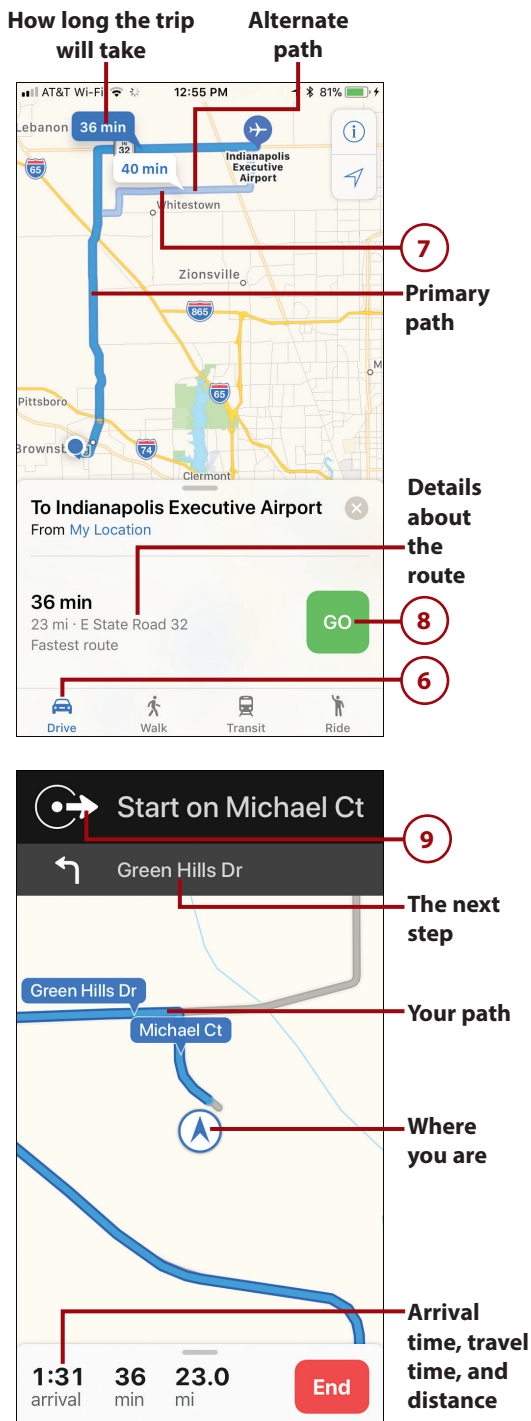 How long the trip
will take
Alternate
path
AT&T Wi-Fi
12:55 PM
81%
Lebanon
36 min
IN
32
40 min
Indianapolis
Executive
Airport
65
Whitestown
7
Zionsville
Primary
path
865
65
M
Pittsboro
74
Clermont
To Indianapolis Executive Airport
From My Location
Details
about
the
route
36 min
23 mi · E State Road 32
Fastest route
GO
8
6
Drive
Walk
Transit
Ride
Start on Michael Ct
9
Green Hills Dr
The next
step
Green Hills Dr
Your path
Michael Ct
Where
you are
Arrival
time, travel
time, and
distance
1:31
arrival
36
min
23.0
mi
End